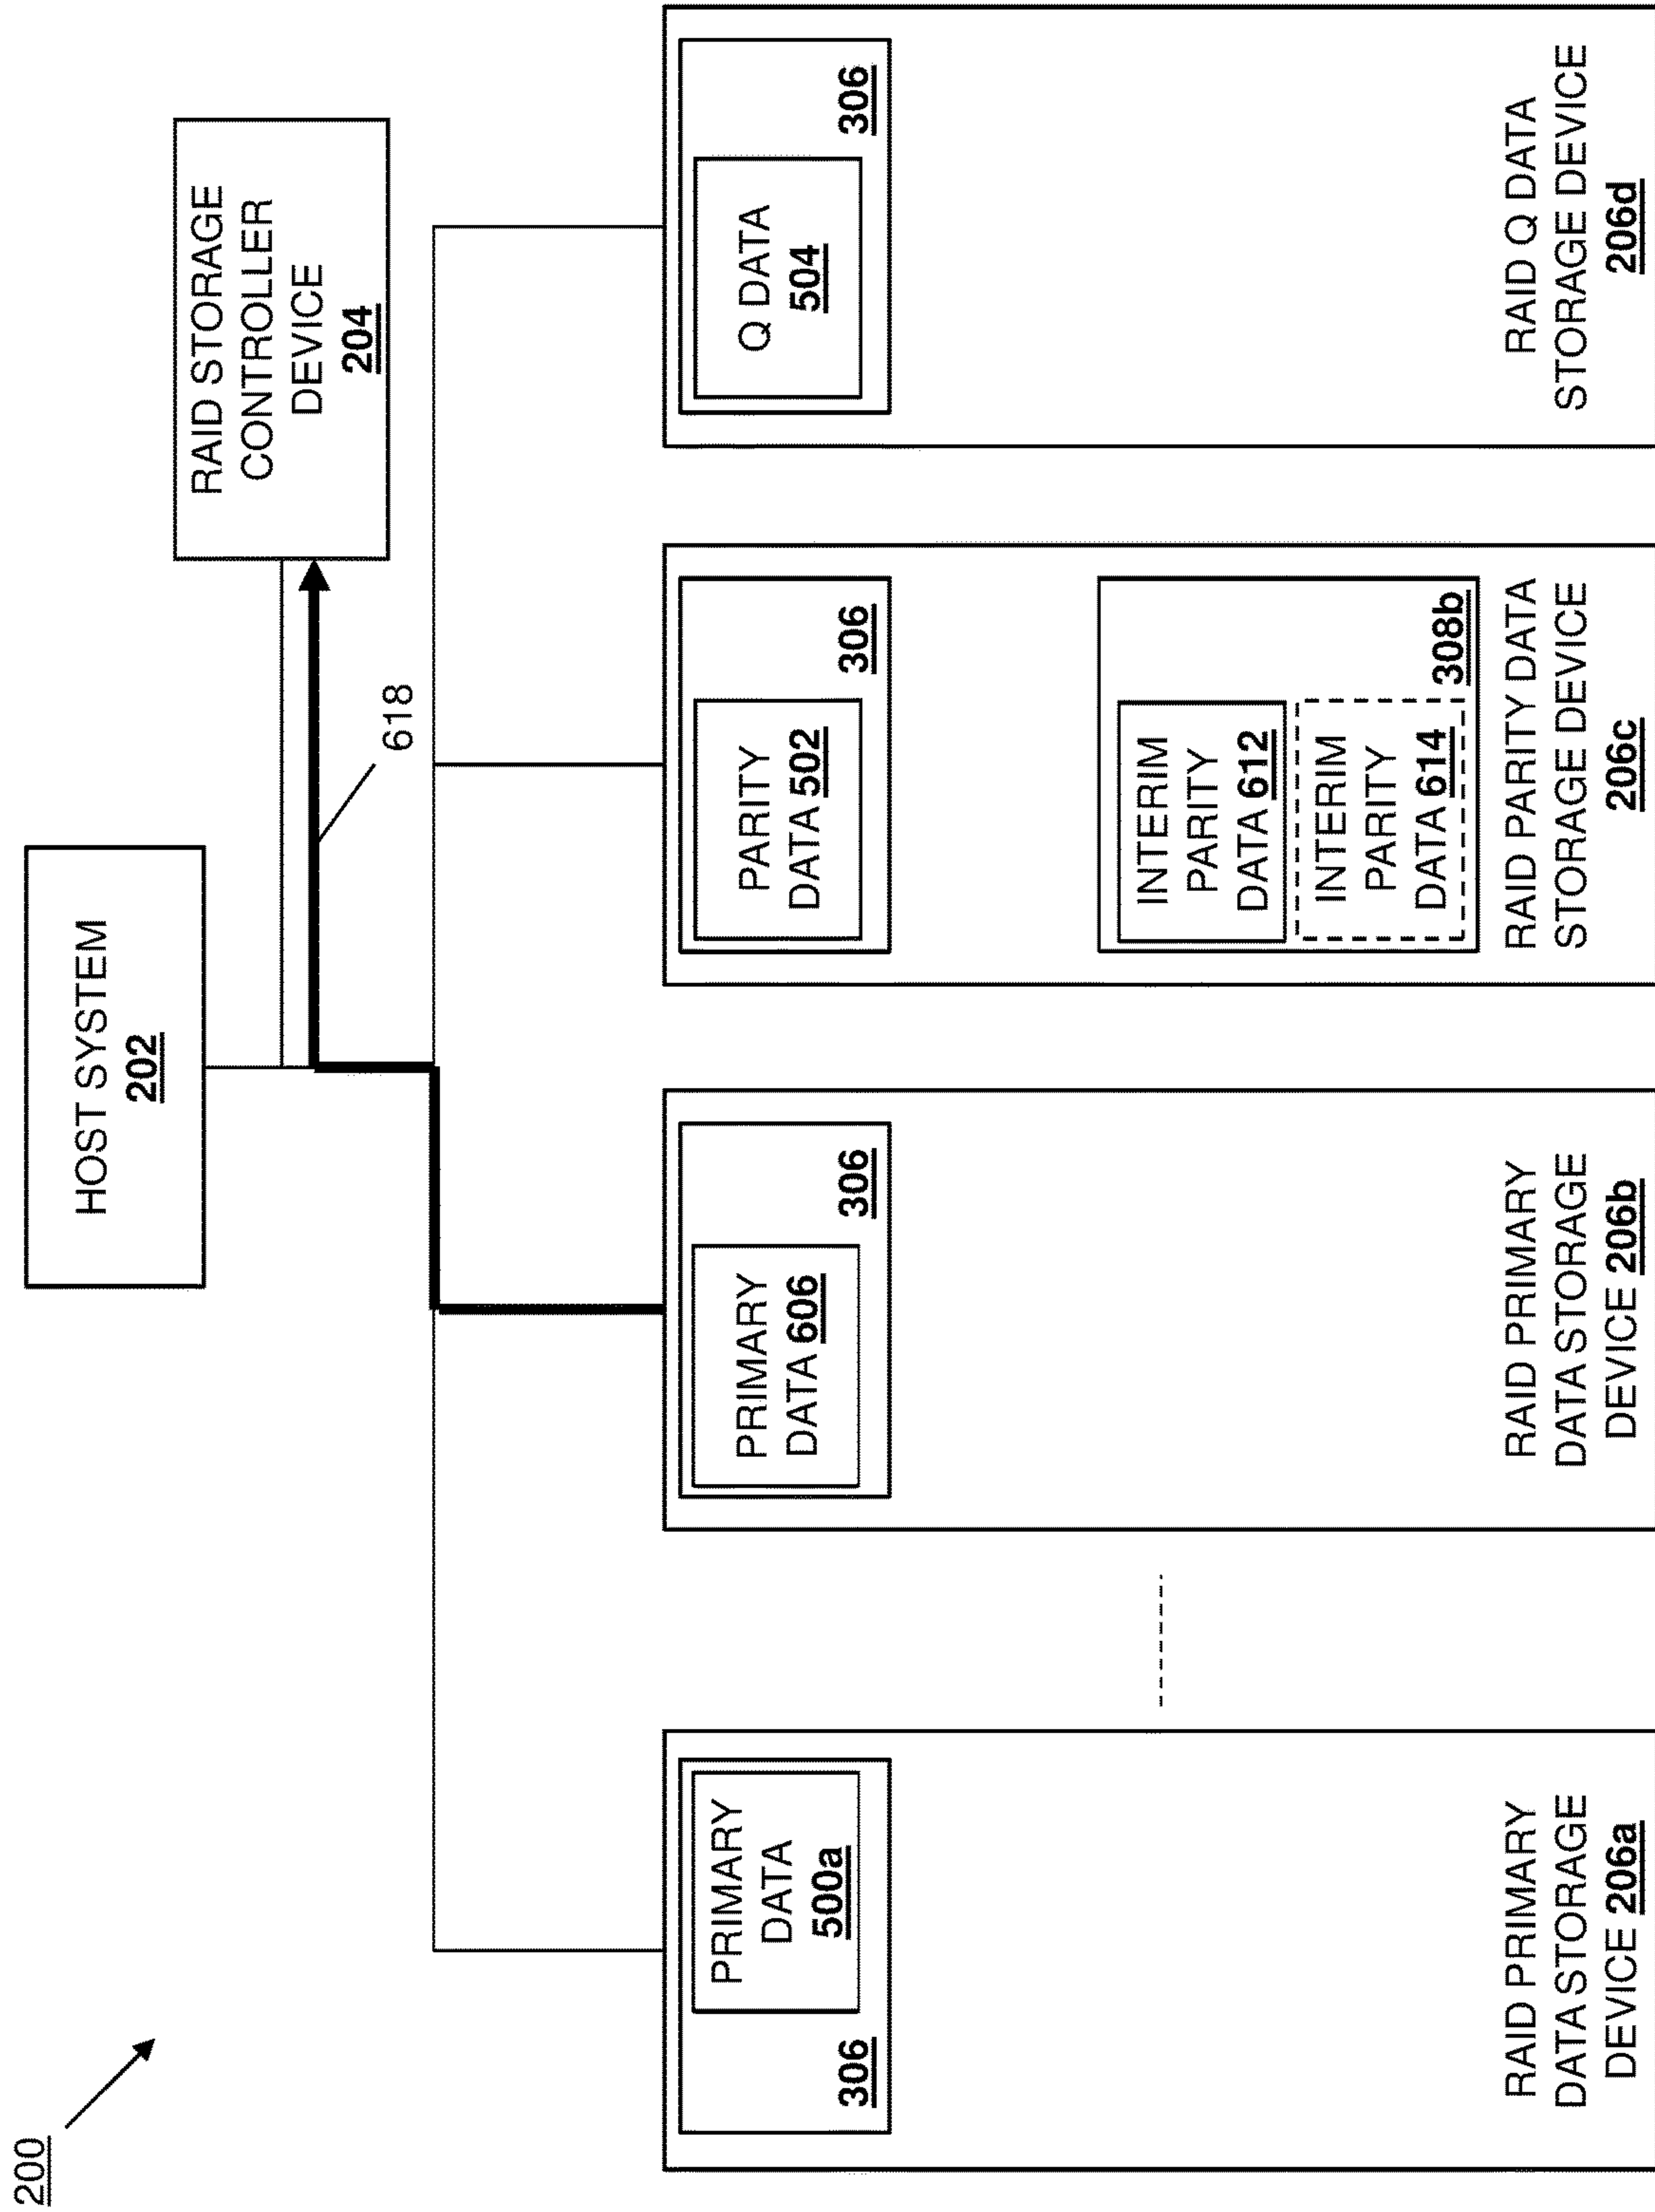 200
HOST SYSTEM
202
RAID STORAGE
CONTROLLER
DEVICE
204
618
PRIMARY
DATA
500a
306
RAID PRIMARY
DATA STORAGE
DEVICE 206a
PRIMARY
DATA 606
306
RAID PRIMARY
DATA STORAGE
DEVICE 206b
PARITY
DATA 502
306
INTERIM
PARITY
DATA 612
INTERIM
PARITY
DATA 614
308b
RAID PARITY DATA
STORAGE DEVICE
206c
Q DATA
504
306
RAID Q DATA
STORAGE DEVICE
206d